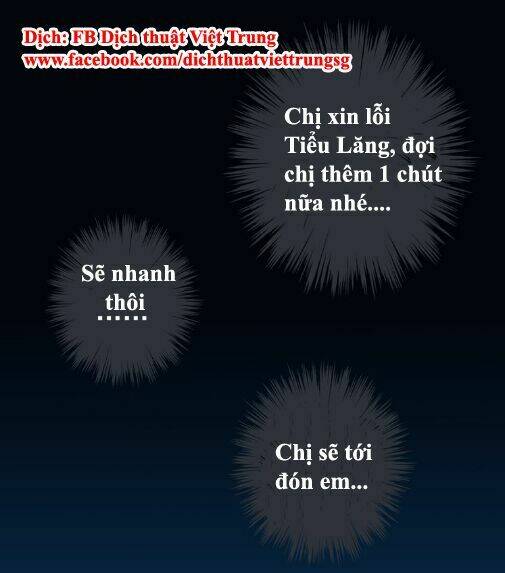 Dịch: FB Dịch thuật Việt Trung
www.facebook.com/dichthuatviettrungsg
Chị xin lỗi
Tiểu Lăng, đợi
chị thêm 1 chút
nữa nhé....
Sẽ nhanh
thôi
......
Chị sẽ tới
đón em...